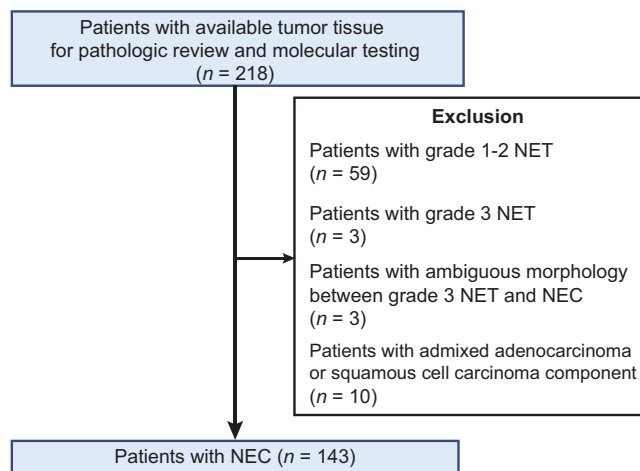 Patients with available tumor tissue
for pathologic review and molecular testing
(n = 218)
Exclusion
Patients with grade 1-2 NET
(n = 59)
Patients with grade 3 NET
(n = 3)
Patients with ambiguous morphology
between grade 3 NET and NEC
(n = 3)
Patients with admixed adenocarcinoma
or squamous cell carcinoma component
(n = 10)
Patients with NEC (n = 143)